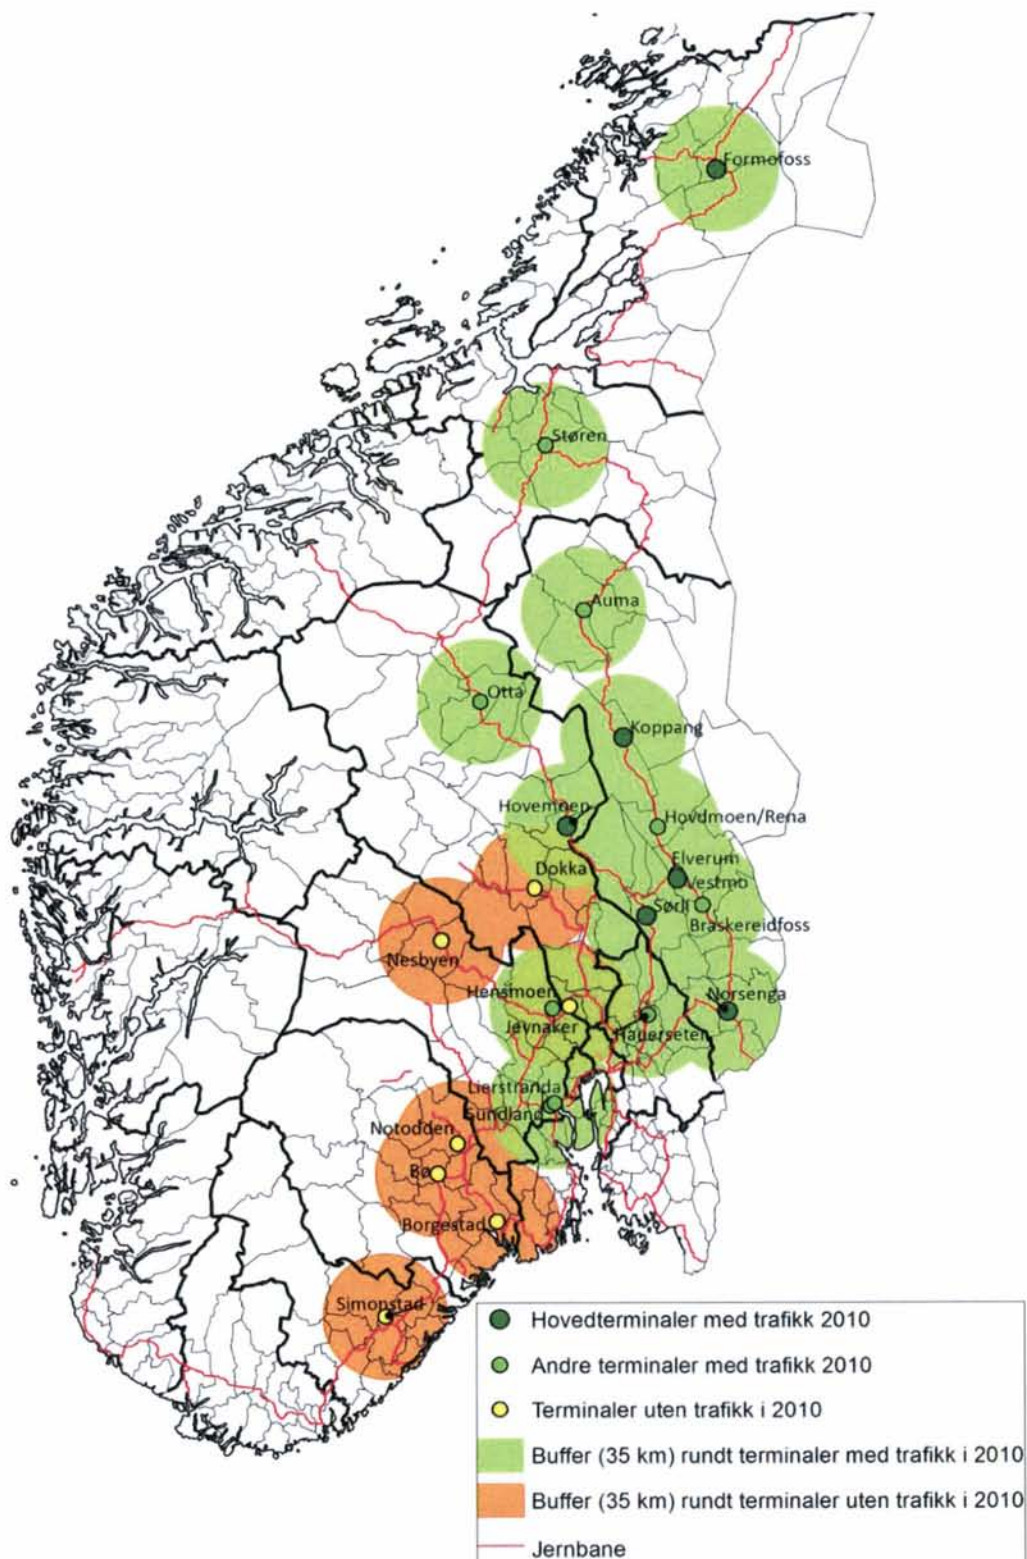 Formofoss
Støren
Auma
Otta
Koppang
Hovemoen
Hovdmoen/Rena
Dokka
Elverum
Vestmo
Sørli
Braskereidfoss
Nesbyen
Hensmoen
Norsenga
Jevnaker
Hauerseter
Lierstranda
Sundland
Notodden
Bø
Borgestad
Simonstad
Hovedterminaler med trafikk 2010
Andre terminaler med trafikk 2010
Terminaler uten trafikk i 2010
Buffer (35 km) rundt terminaler med trafikk i 2010
Buffer (35 km) rundt terminaler uten trafikk i 2010
Jernbane